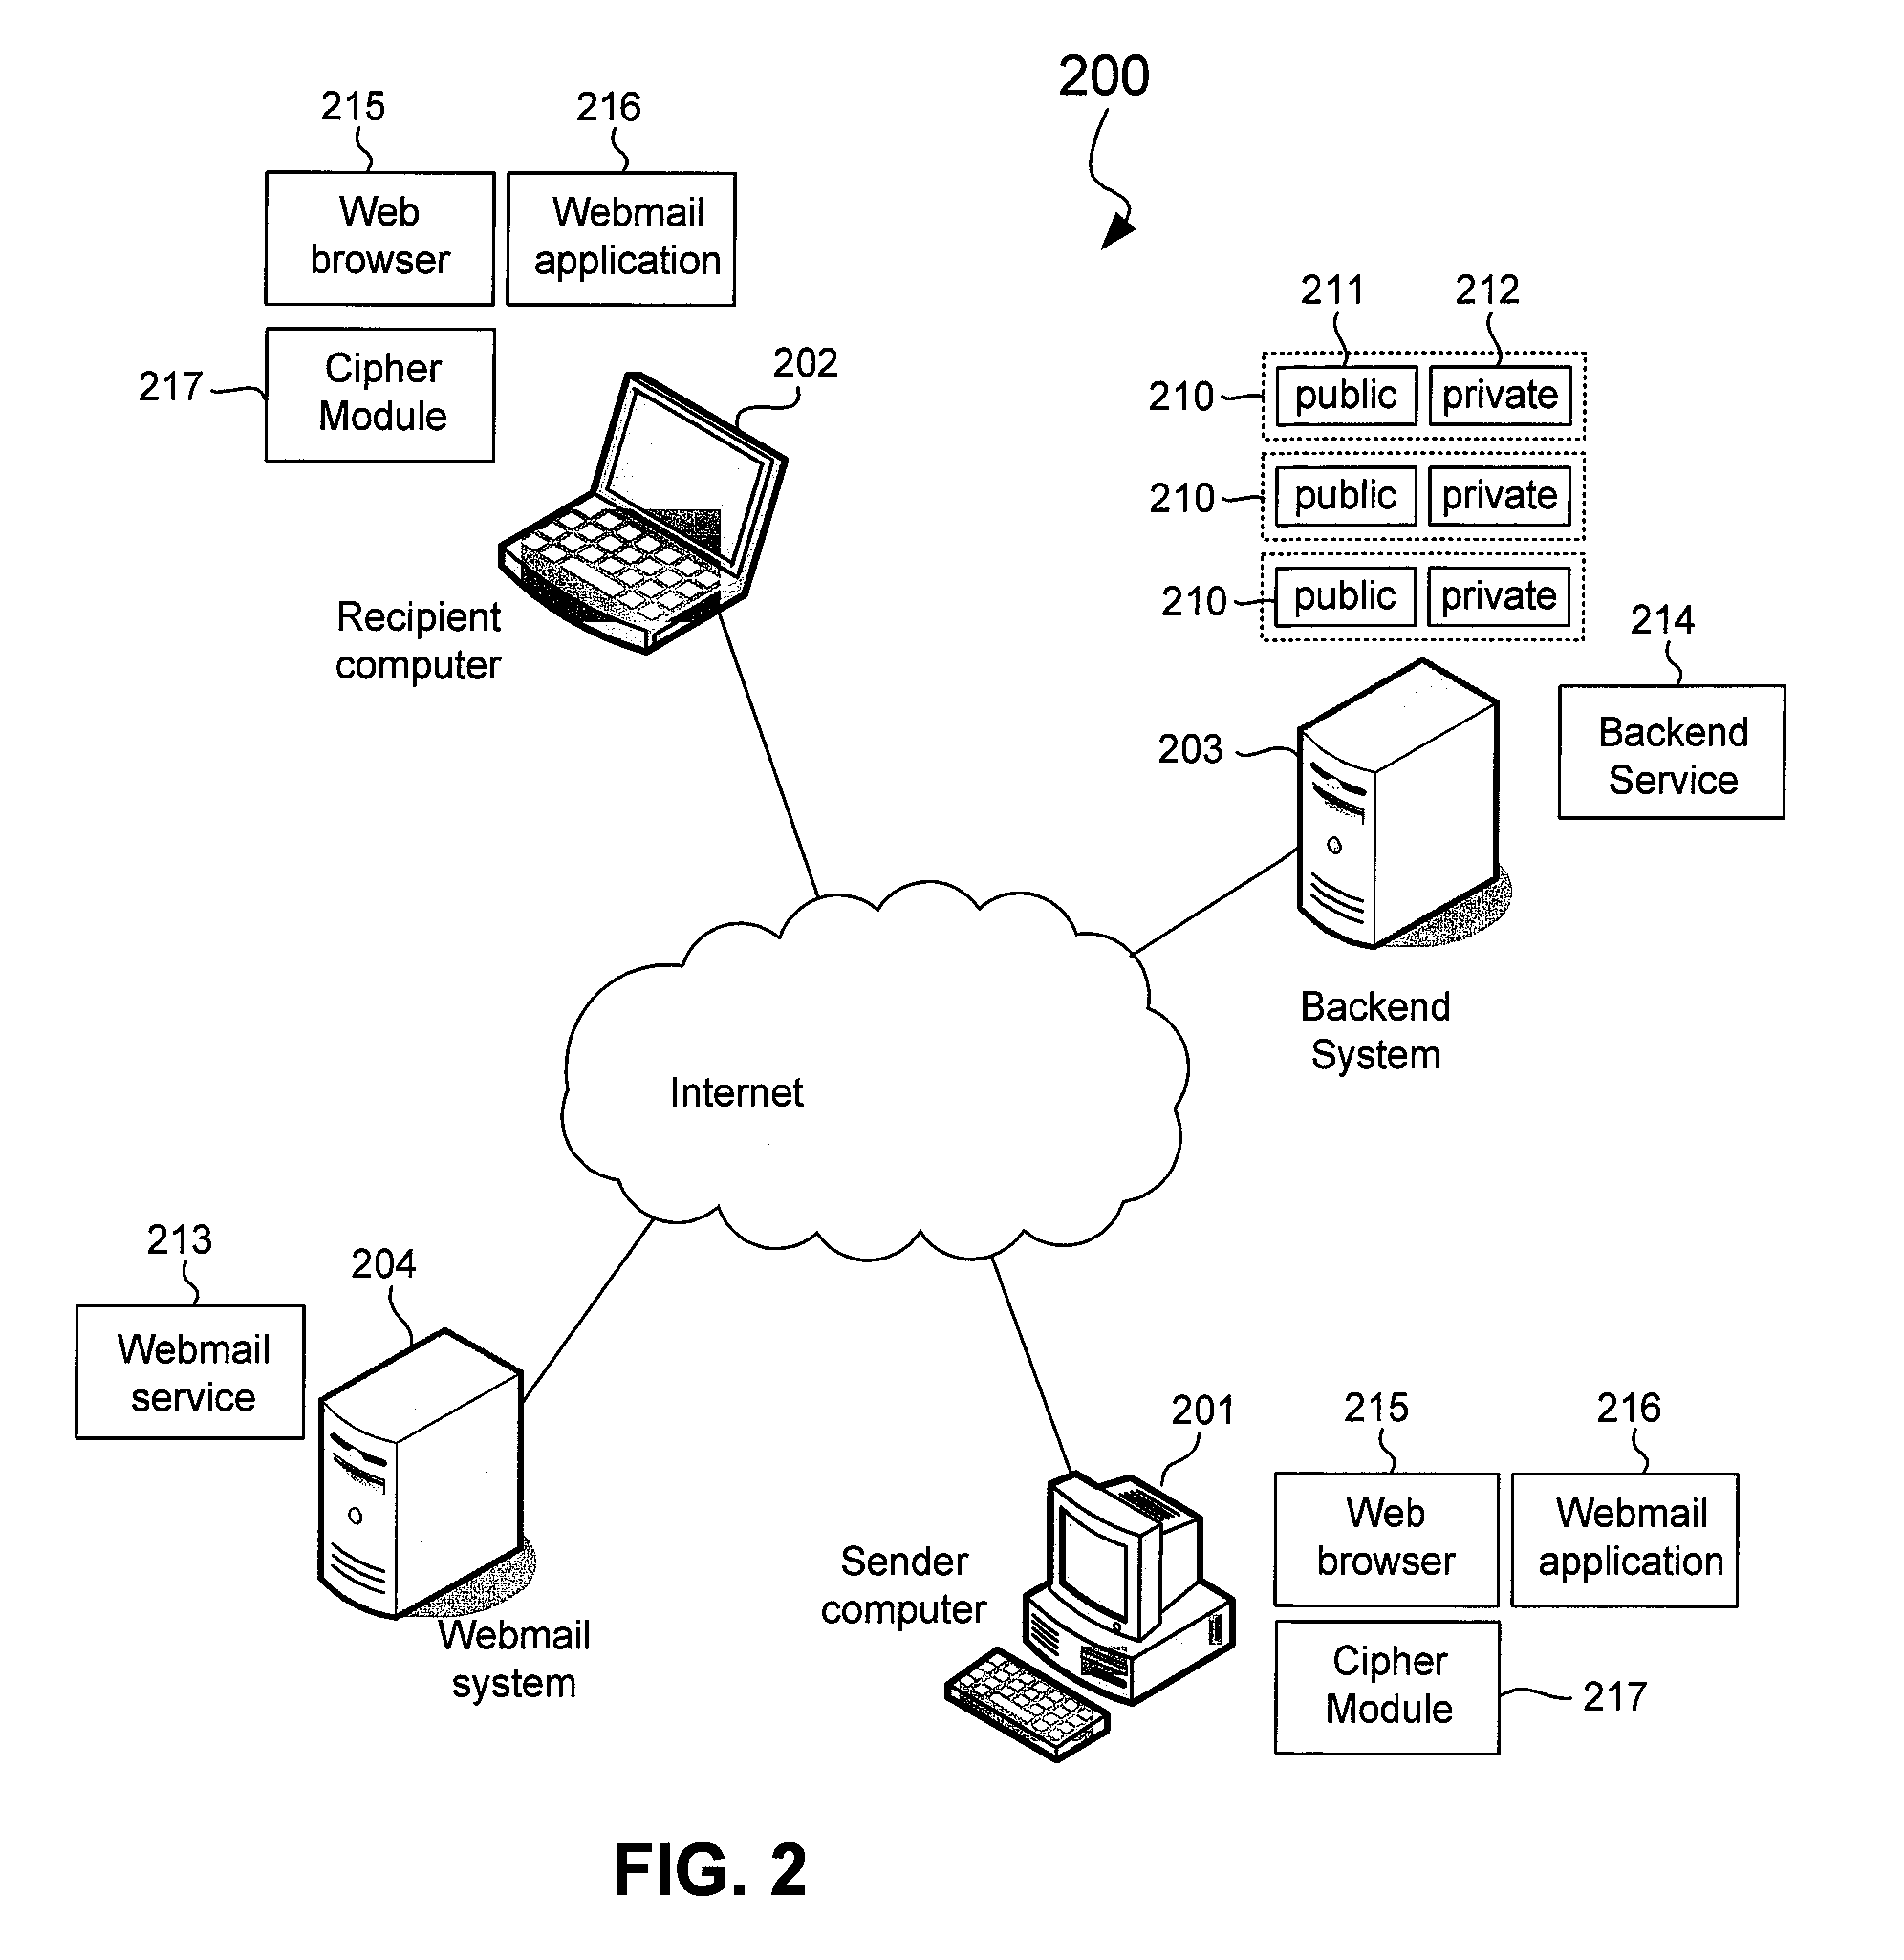 200
215
216
Web
browser
Webmail
application
217
Cipher
Module
202
Recipient
computer
211
212
210
public
private
210
public
private
210
public
private
214
Backend
Service
203
Backend
System
Internet
213
Webmail
service
204
Webmail
system
201
Sender
computer
215
216
Web
browser
Webmail
application
Cipher
Module
217
FIG. 2